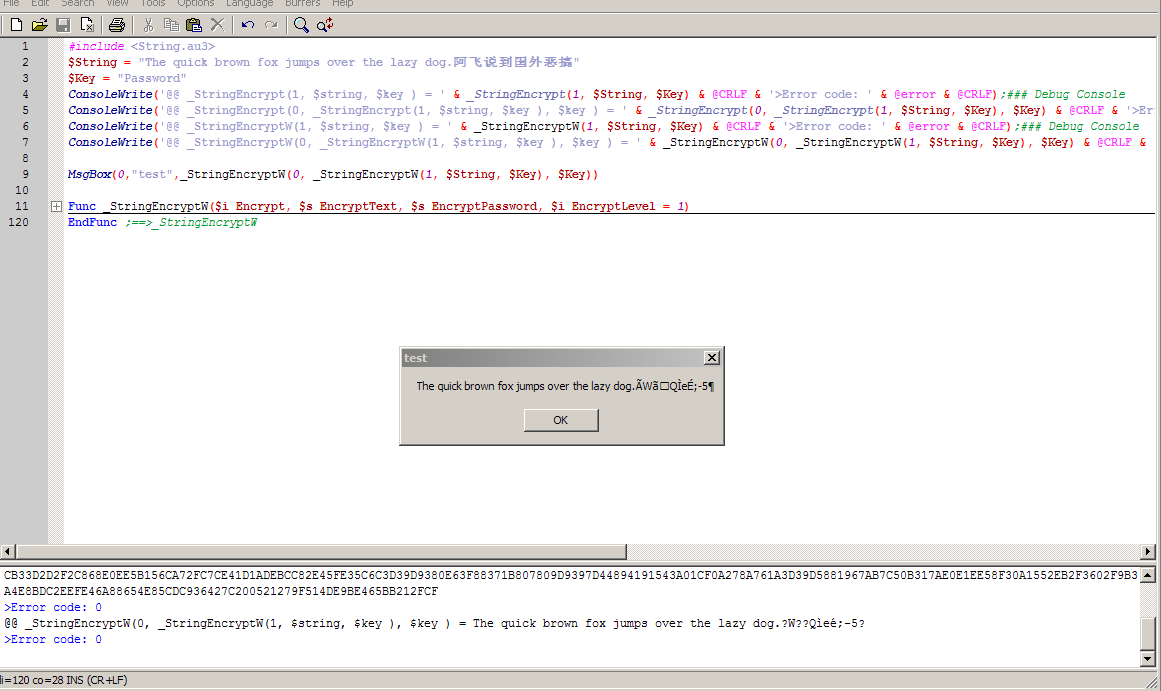 File Edit Search View Tools Options Language Buffers Help
1 #include <String.au3>
2 $String = "The quick brown fox jumps over the lazy dog.阿飞说到国外恶搞"
3 $Key = "Password"
4 ConsoleWrite('@@ _StringEncrypt(1, $string, $key ) = ' & _StringEncrypt(1, $String, $Key) & @CRLF & '>Error code: ' & @error & @CRLF);### Debug Console
5 ConsoleWrite('@@ _StringEncrypt(0, _StringEncrypt(1, $string, $key ), $key ) = ' & _StringEncrypt(0, _StringEncrypt(1, $String, $Key), $Key) & @CRLF & '>Er
6 ConsoleWrite('@@ _StringEncryptW(1, $string, $key ) = ' & _StringEncryptW(1, $String, $Key) & @CRLF & '>Error code: ' & @error & @CRLF);### Debug Console
7 ConsoleWrite('@@ _StringEncryptW(0, _StringEncryptW(1, $string, $key ), $key ) = ' & _StringEncryptW(0, _StringEncryptW(1, $String, $Key), $Key) & @CRLF &
8
9 MsgBox(0,"test",_StringEncryptW(0, _StringEncryptW(1, $String, $Key), $Key))
10
11 Func _StringEncryptW($i Encrypt, $s EncryptText, $s EncryptPassword, $i EncryptLevel = 1)
120 EndFunc ;==>_StringEncryptW
test
The quick brown fox jumps over the lazy dog.ÃWã□QÌeÉ;-5¶
OK
CB33D2D2F2C868E0EE5B156CA72FC7CE41D1ADEBCC82E45FE35C6C3D39D9380E63F88371B807809D9397D44894191543A01CF0A278A761A3D39D5881967AB7C50B317AE0E1EE58F30A1552EB2F3602F9B3
A4E8BDC2EEFE46A88654E85CDC936427C200521279F514DE9BE465BB212FCF
>Error code: 0
@@ _StringEncryptW(0, _StringEncryptW(1, $string, $key ), $key ) = The quick brown fox jumps over the lazy dog.?W??Qìeé;-5?
>Error code: 0
li=120 co=28 INS (CR+LF)